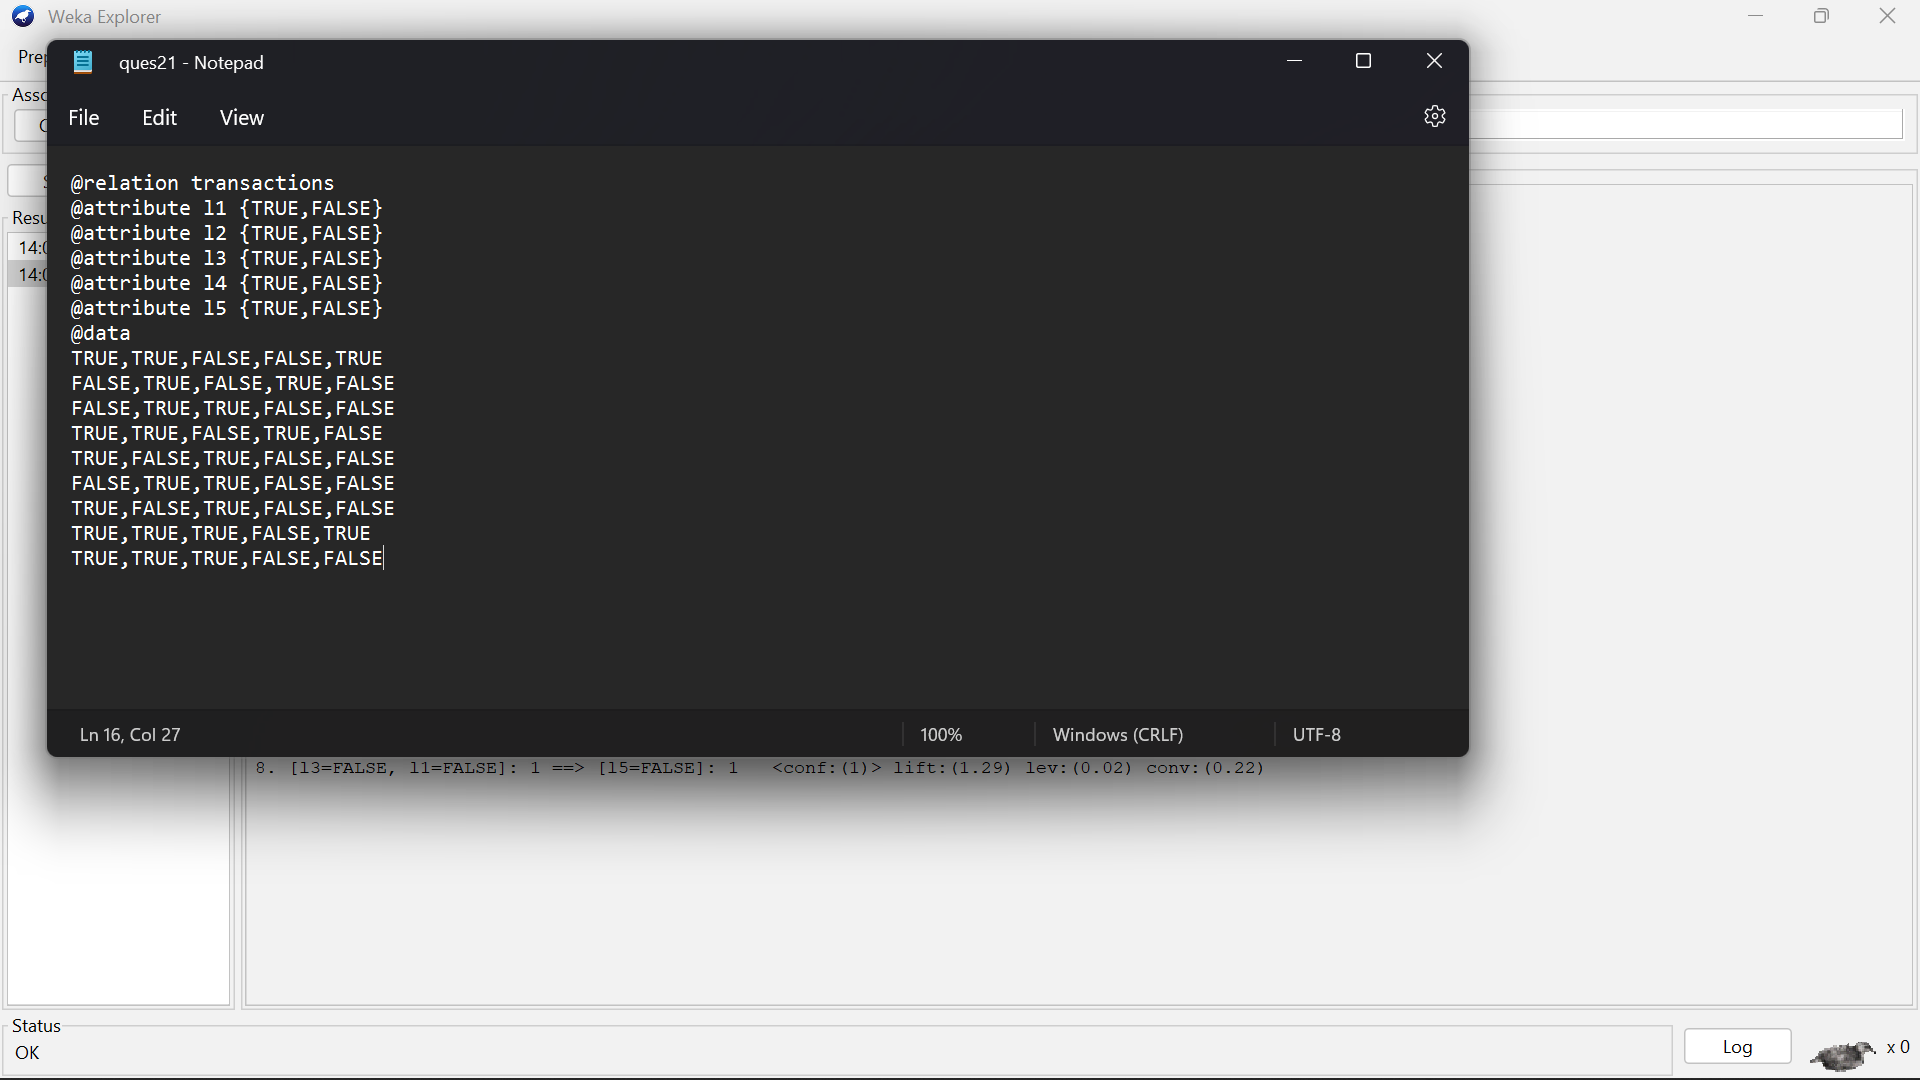 Weka Explorer
ques21 - Notepad
File Edit View
@relation transactions
@attribute l1 {TRUE,FALSE}
@attribute l2 {TRUE,FALSE}
@attribute l3 {TRUE,FALSE}
@attribute l4 {TRUE,FALSE}
@attribute l5 {TRUE,FALSE}
@data
TRUE,TRUE,FALSE,FALSE,TRUE
FALSE,TRUE,FALSE,TRUE,FALSE
FALSE,TRUE,TRUE,FALSE,FALSE
TRUE,TRUE,FALSE,TRUE,FALSE
TRUE,FALSE,TRUE,FALSE,FALSE
FALSE,TRUE,TRUE,FALSE,FALSE
TRUE,FALSE,TRUE,FALSE,FALSE
TRUE,TRUE,TRUE,FALSE,TRUE
TRUE,TRUE,TRUE,FALSE,FALSE
Ln 16, Col 27 100% Windows (CRLF) UTF-8
8. [l3=FALSE, l1=FALSE]: 1 ==> [l5=FALSE]: 1 <conf:(1)> lift:(1.29) lev:(0.02) conv:(0.22)
Status
OK
Log
x 0